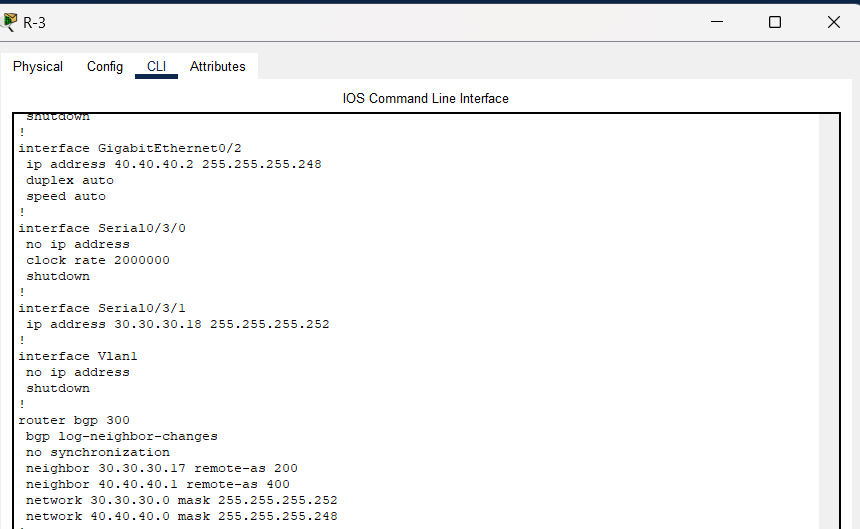 R-3
Physical Config CLI Attributes
IOS Command Line Interface
shutdown
!
interface GigabitEthernet0/2
ip address 40.40.40.2 255.255.255.248
duplex auto
speed auto
!
interface Serial0/3/0
no ip address
clock rate 2000000
shutdown
!
interface Serial0/3/1
ip address 30.30.30.18 255.255.255.252
!
interface Vlan1
no ip address
shutdown
!
router bgp 300
bgp log-neighbor-changes
no synchronization
neighbor 30.30.30.17 remote-as 200
neighbor 40.40.40.1 remote-as 400
network 30.30.30.0 mask 255.255.255.252
network 40.40.40.0 mask 255.255.255.248